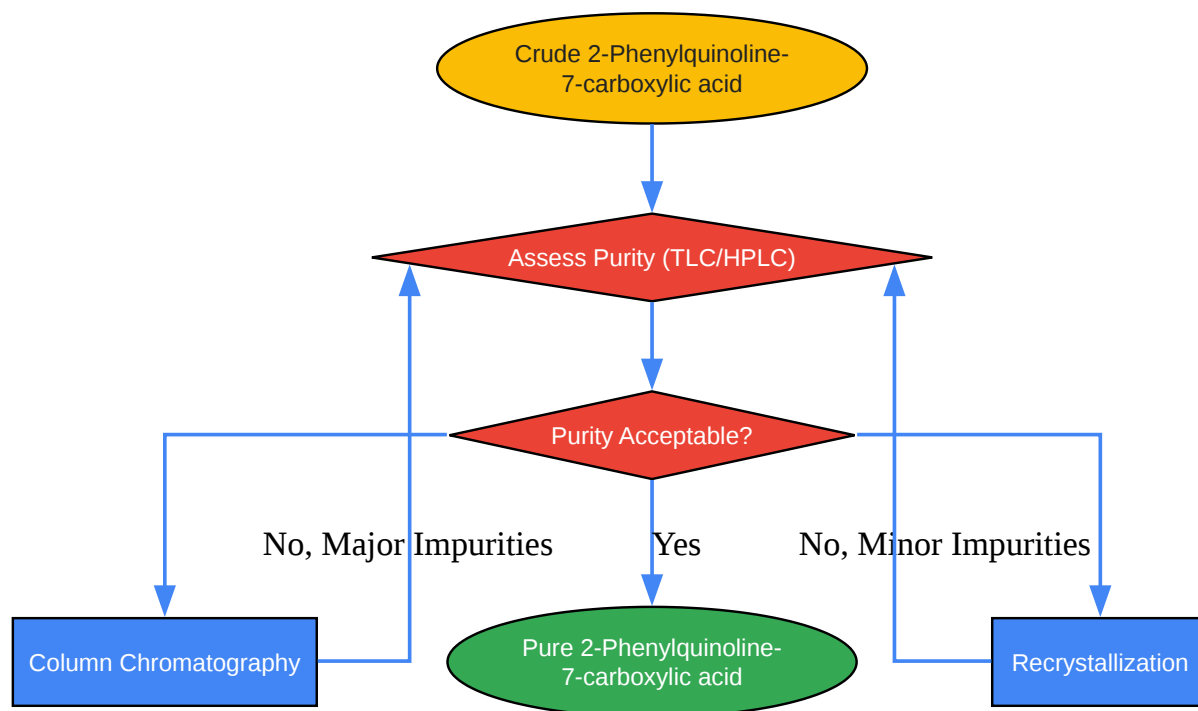 Crude 2-Phenylquinoline-
7-carboxylic acid
Assess Purity (TLC/HPLC)
Purity Acceptable?
No, Major Impurities
Yes
No, Minor Impurities
Column Chromatography
Pure 2-Phenylquinoline-
7-carboxylic acid
Recrystallization